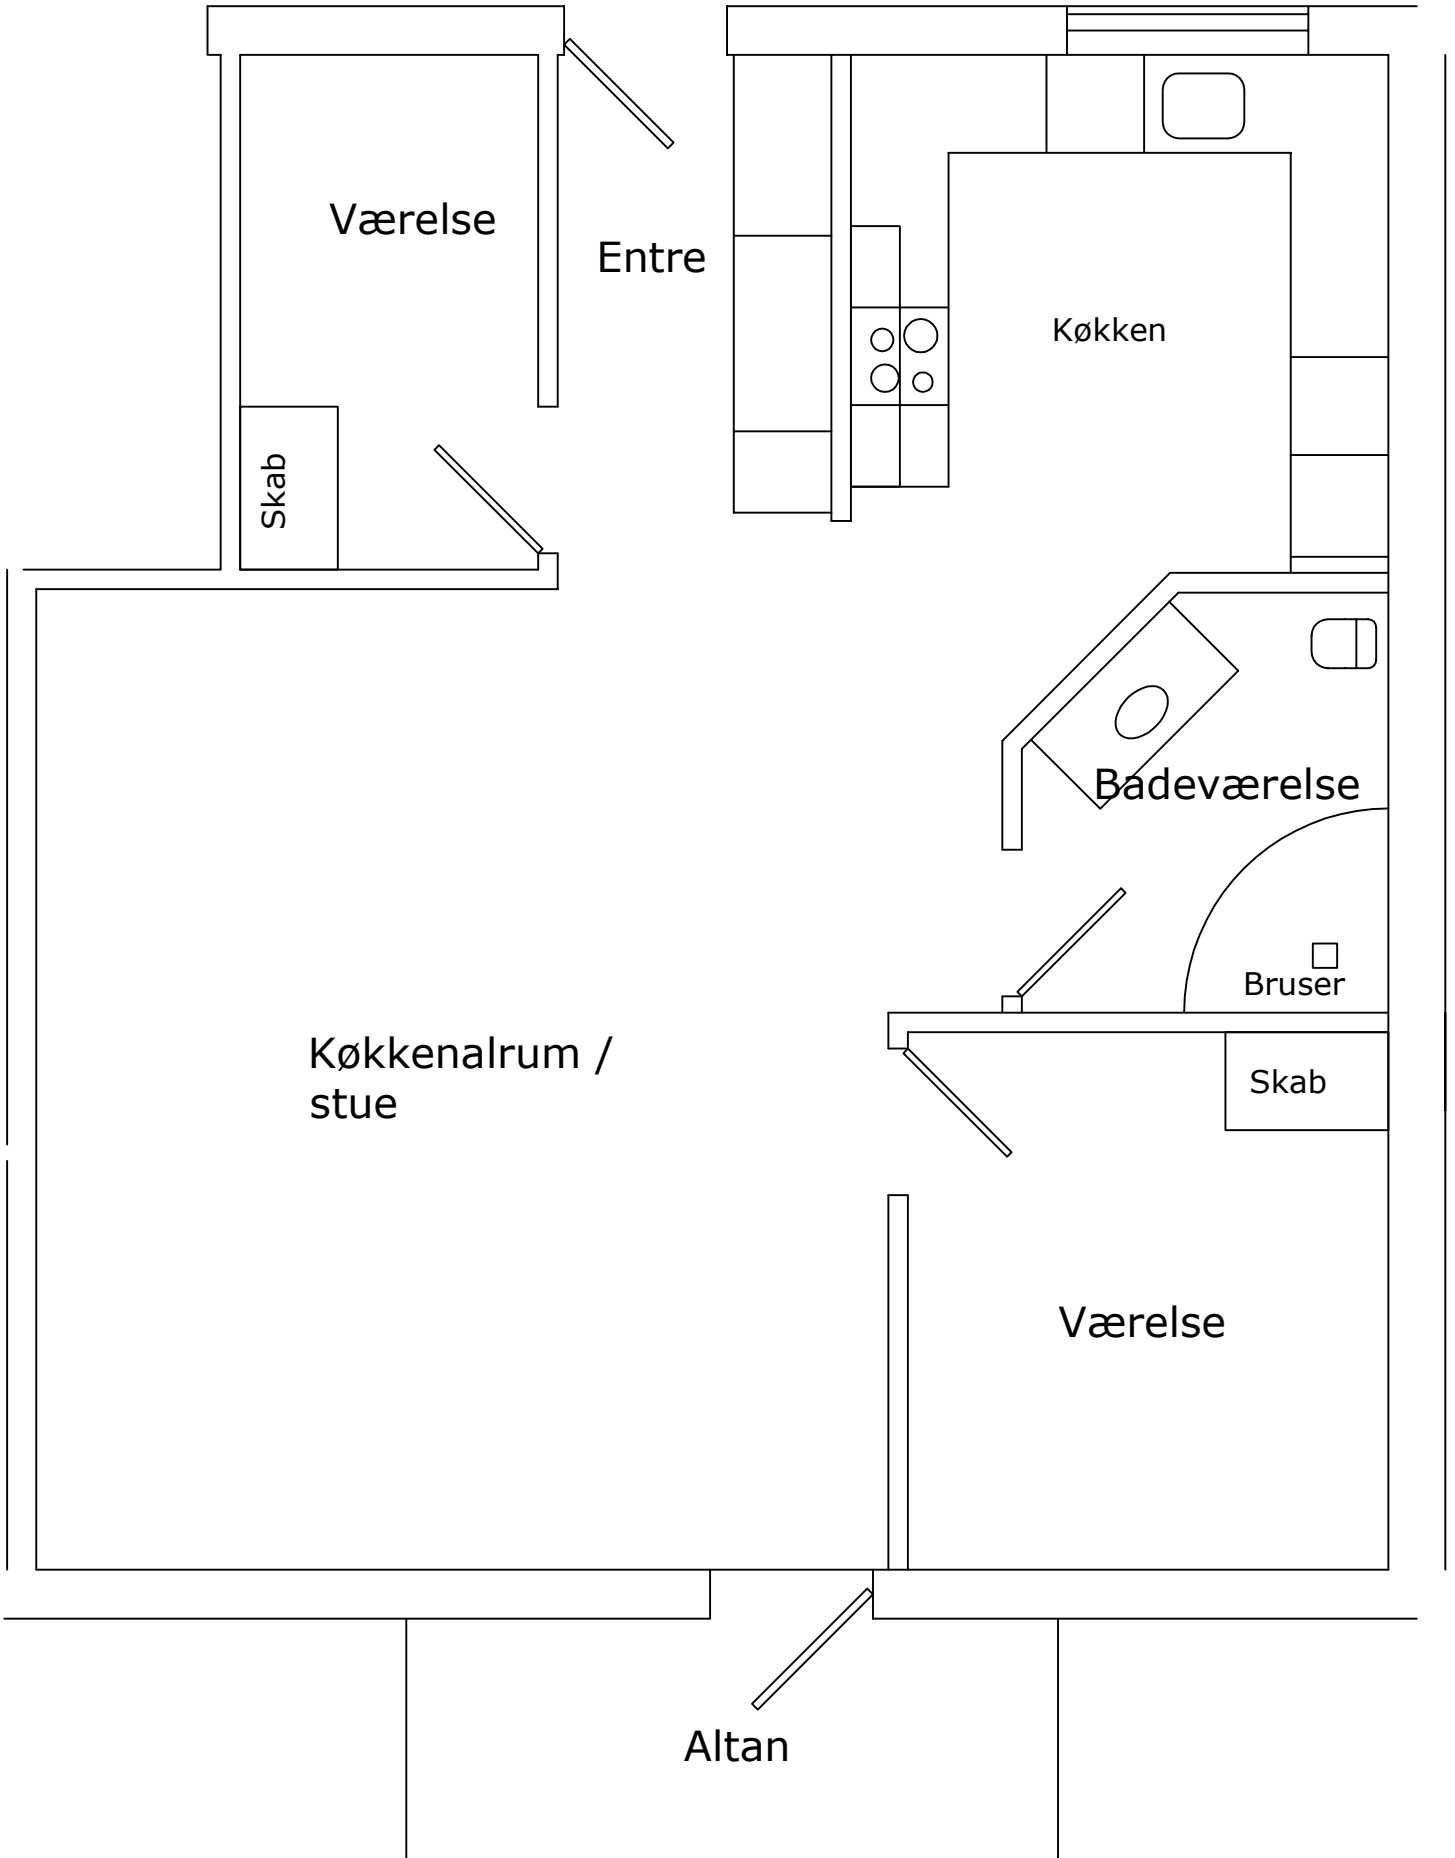 Værelse
Entre
Køkken
Skab
Badeværelse
Bruser
Køkkenalrum /
stue
Skab
Værelse
Altan